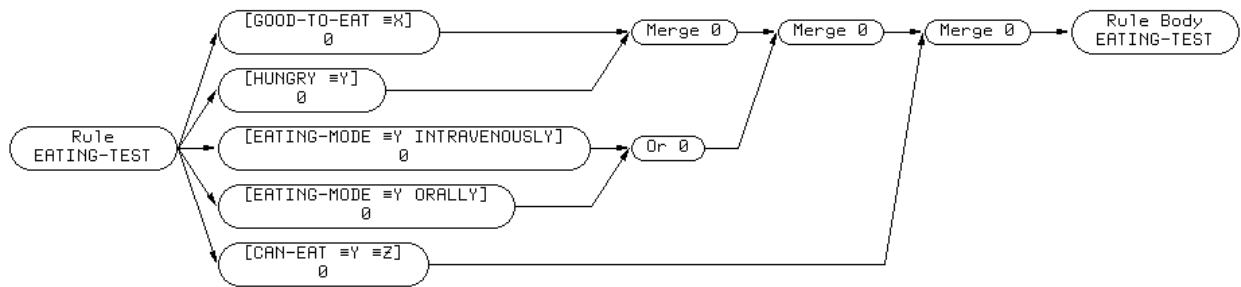 [GOOD-TO-EAT ≡X]
0
Merge 0
Merge 0
Merge 0
Rule Body
EATING-TEST
[HUNGRY ≡Y]
0
Rule
EATING-TEST
[EATING-MODE ≡Y INTRAVENOUSLY]
0
Or 0
[EATING-MODE ≡Y ORALLY]
0
[CAN-EAT ≡Y ≡Z]
0